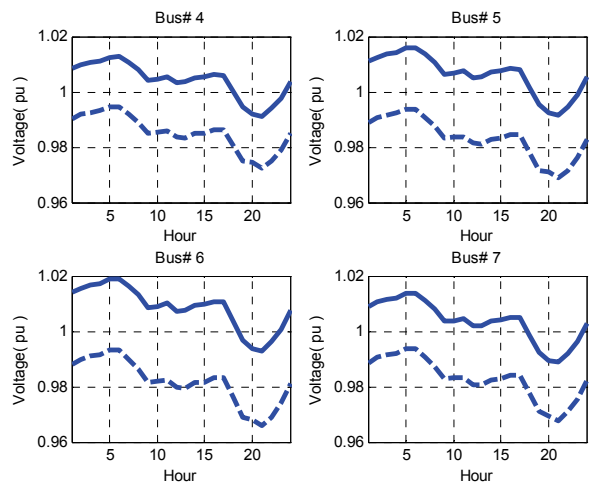 Bus# 4
Bus# 5
1.02
1
0.98
0.96
Voltage( pu )
5
10
15
20
Hour
1.02
1
0.98
0.96
Voltage( pu )
5
10
15
20
Hour
Bus# 6
Bus# 7
1.02
1
0.98
0.96
Voltage( pu )
5
10
15
20
Hour
1.02
1
0.98
0.96
Voltage( pu )
5
10
15
20
Hour